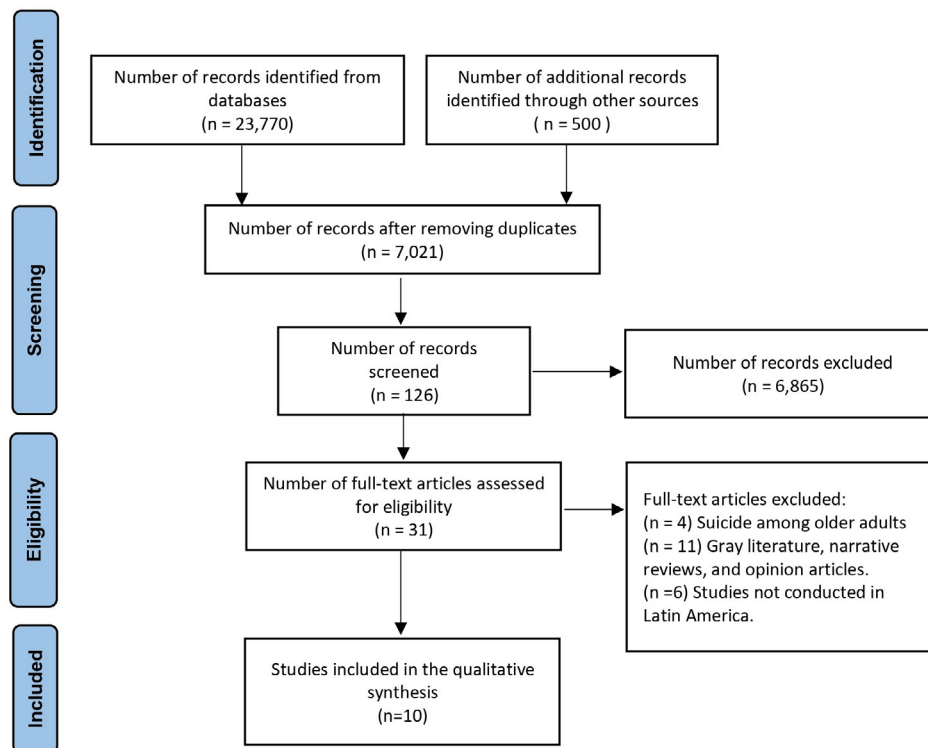 Identification
Number of records identified from
databases
(n = 23,770)
Number of additional records
identified through other sources
( n = 500 )
Screening
Number of records after removing duplicates
(n = 7,021)
Number of records
screened
(n = 126)
Number of records excluded
(n = 6,865)
Eligibility
Number of full-text articles assessed
for eligibility
(n = 31)
Full-text articles excluded:
(n = 4) Suicide among older adults
(n = 11) Gray literature, narrative
reviews, and opinion articles.
(n =6) Studies not conducted in
Latin America.
Included
Studies included in the qualitative
synthesis
(n=10)